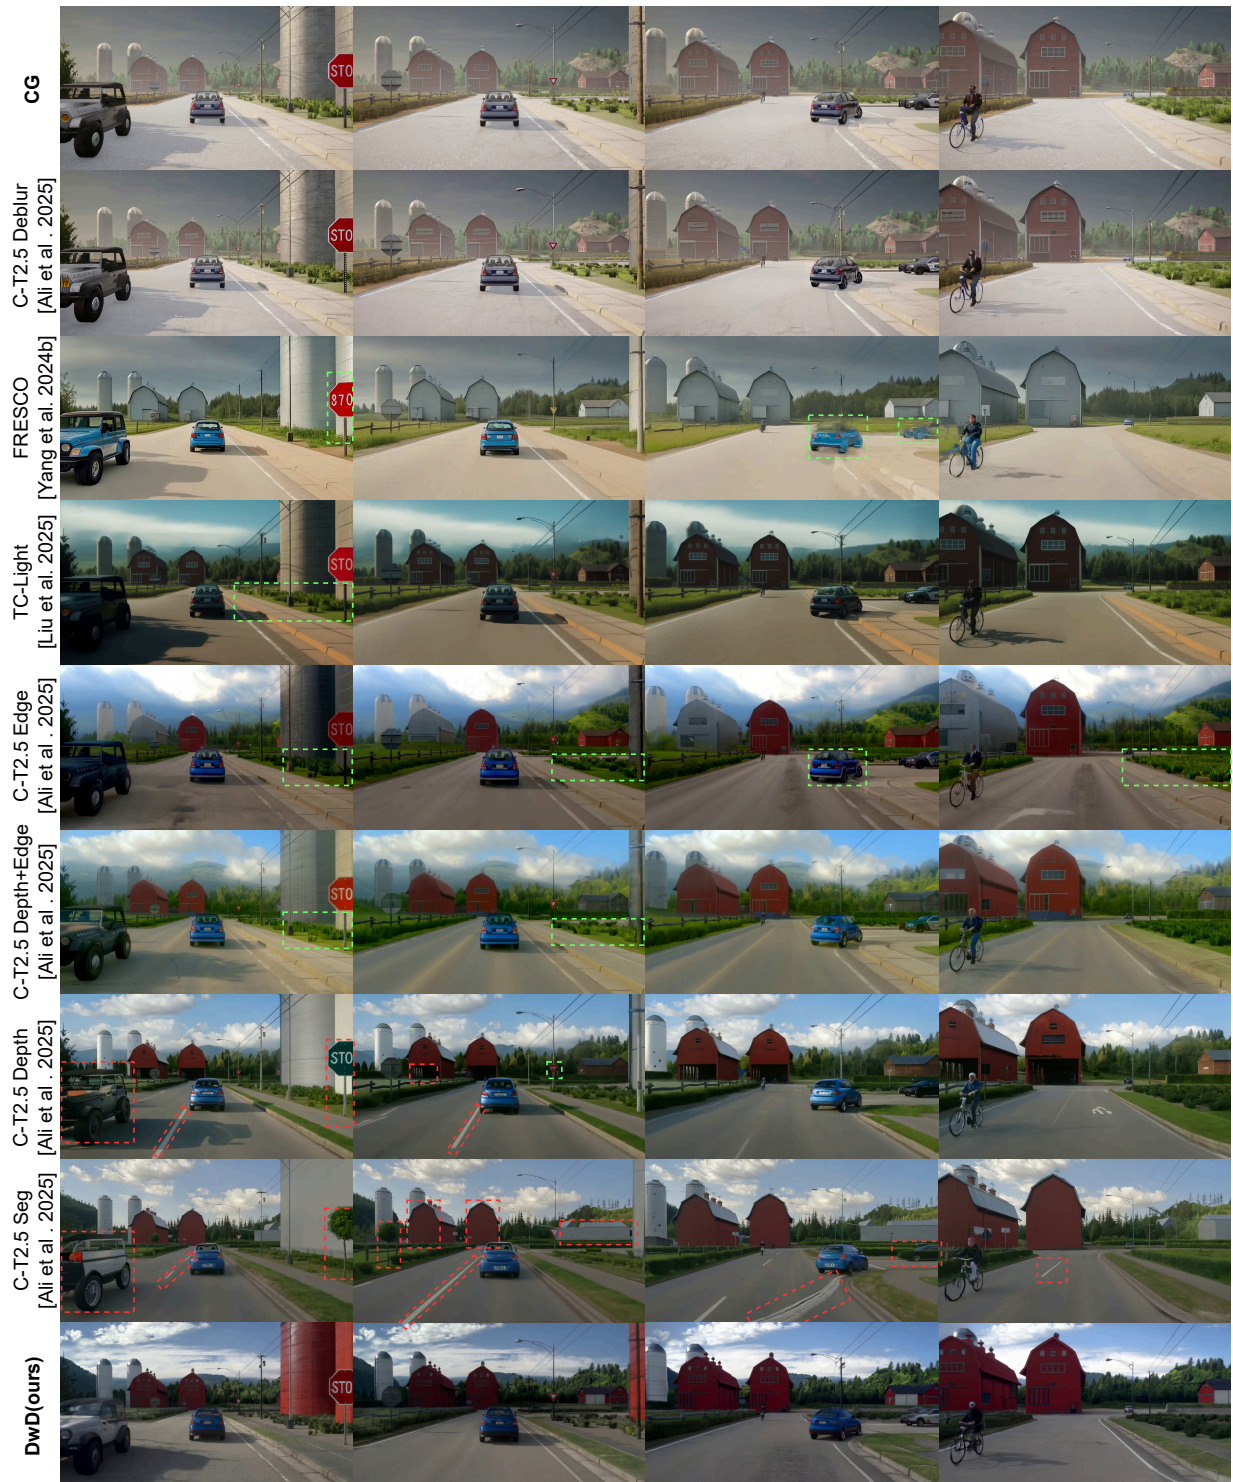 CG
STO
C-T2.5 Deblur
[Ali et al . 2025]
STO
FRESCO
[Yang et al. 2024b]
870
TC-Light
[Liu et al. 2025]
STO
C-T2.5 Edge
[Ali et al . 2025]
STO
C-T2.5 Depth+Edge
[Ali et al . 2025]
STO
C-T2.5 Depth
[Ali et al . 2025]
STO
C-T2.5 Seg
[Ali et al . 2025]
DwD(ours)
STO